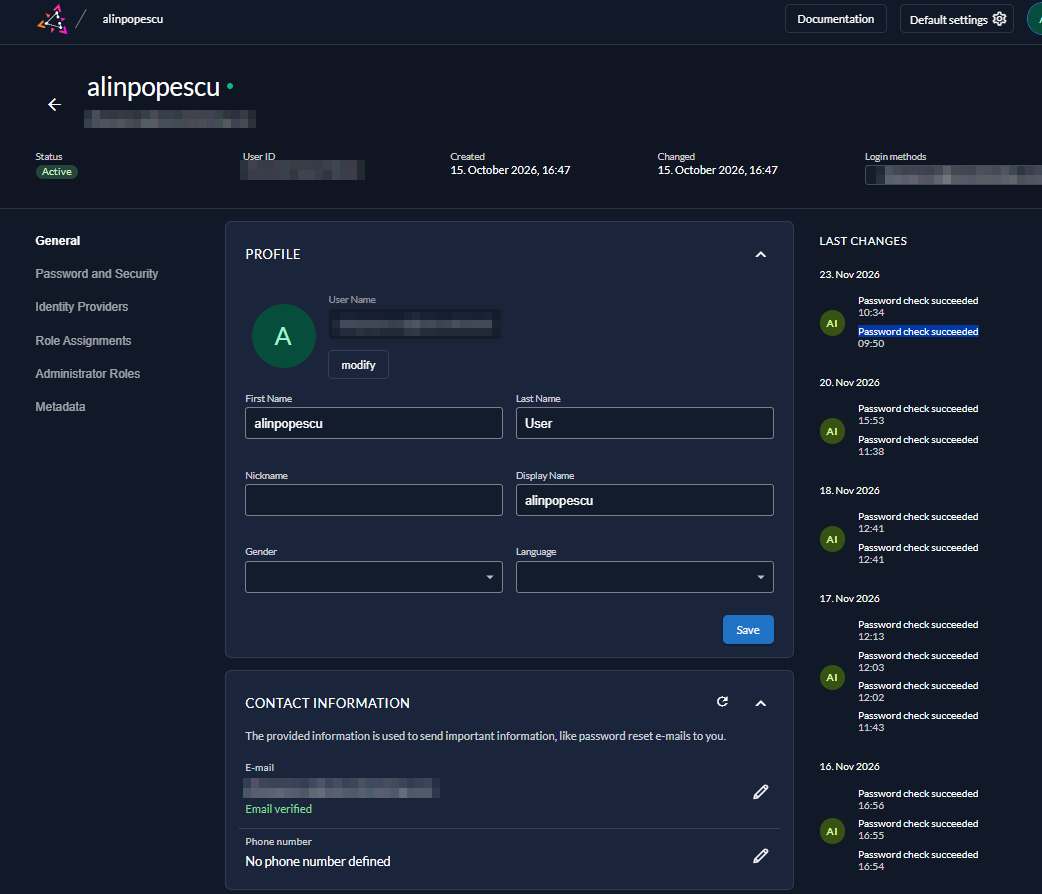 alinpopescu
Documentation
Default settings
A
alinpopescu
Status
Active
User ID
Created
15. October 2026, 16:47
Changed
15. October 2026, 16:47
Login methods
General
Password and Security
Identity Providers
Role Assignments
Administrator Roles
Metadata
PROFILE
A
User Name
modify
First Name
alinpopescu
Last Name
User
Nickname
Display Name
alinpopescu
Gender
Language
Save
CONTACT INFORMATION
The provided information is used to send important information, like password reset e-mails to you.
E-mail
Email verified
Phone number
No phone number defined
LAST CHANGES
23. Nov 2026
AI
Password check succeeded
10:34
Password check succeeded
09:50
20. Nov 2026
AI
Password check succeeded
15:53
Password check succeeded
11:38
18. Nov 2026
AI
Password check succeeded
12:41
Password check succeeded
12:41
17. Nov 2026
AI
Password check succeeded
12:13
Password check succeeded
12:03
Password check succeeded
12:02
Password check succeeded
11:43
16. Nov 2026
AI
Password check succeeded
16:56
Password check succeeded
16:55
Password check succeeded
16:54